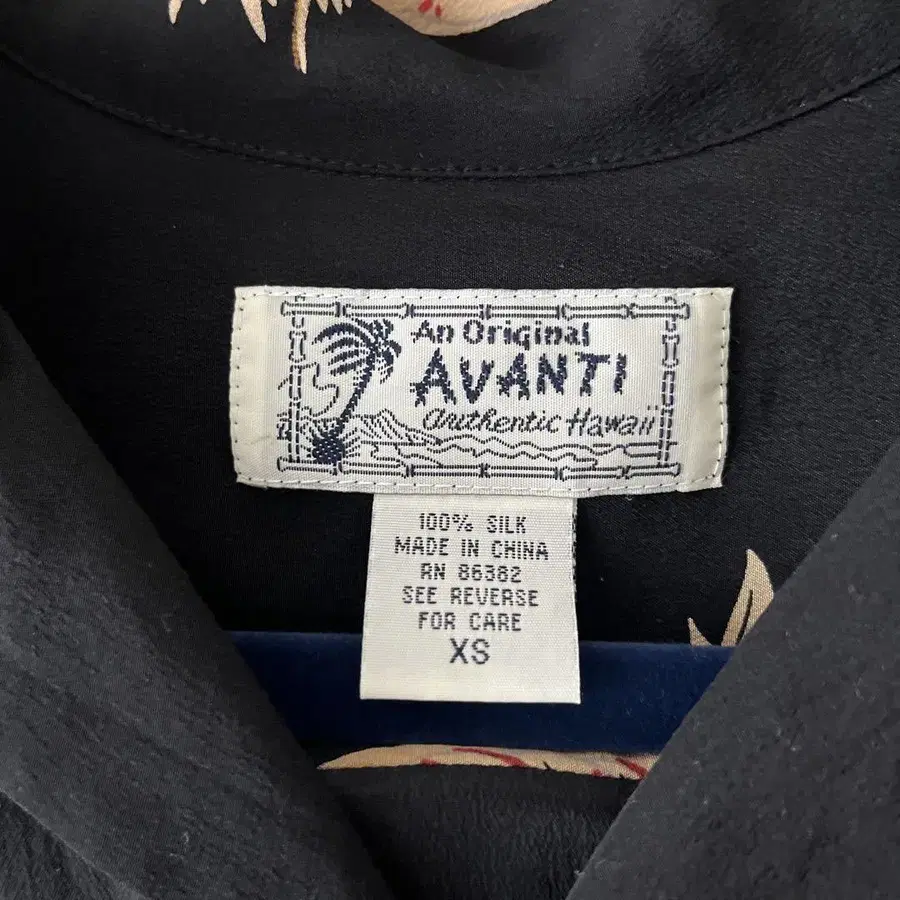 An Original
AVANTI
Authentic Hawaii
100% SILK
MADE IN CHINA
RN 86382
SEE REVERSE
FOR CARE
XS